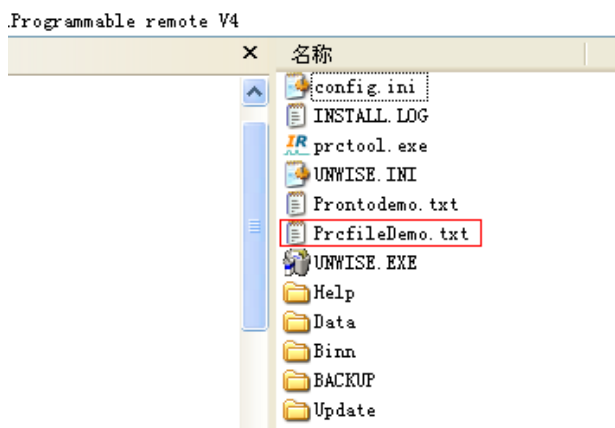 .Programmable remote V4
名称
config.ini
INSTALL.LOG
IR prctool.exe
UNWISE.INI
Prontodemo.txt
PrcfileDemo.txt
UNWISE.EXE
Help
Data
Binn
BACKUP
Update